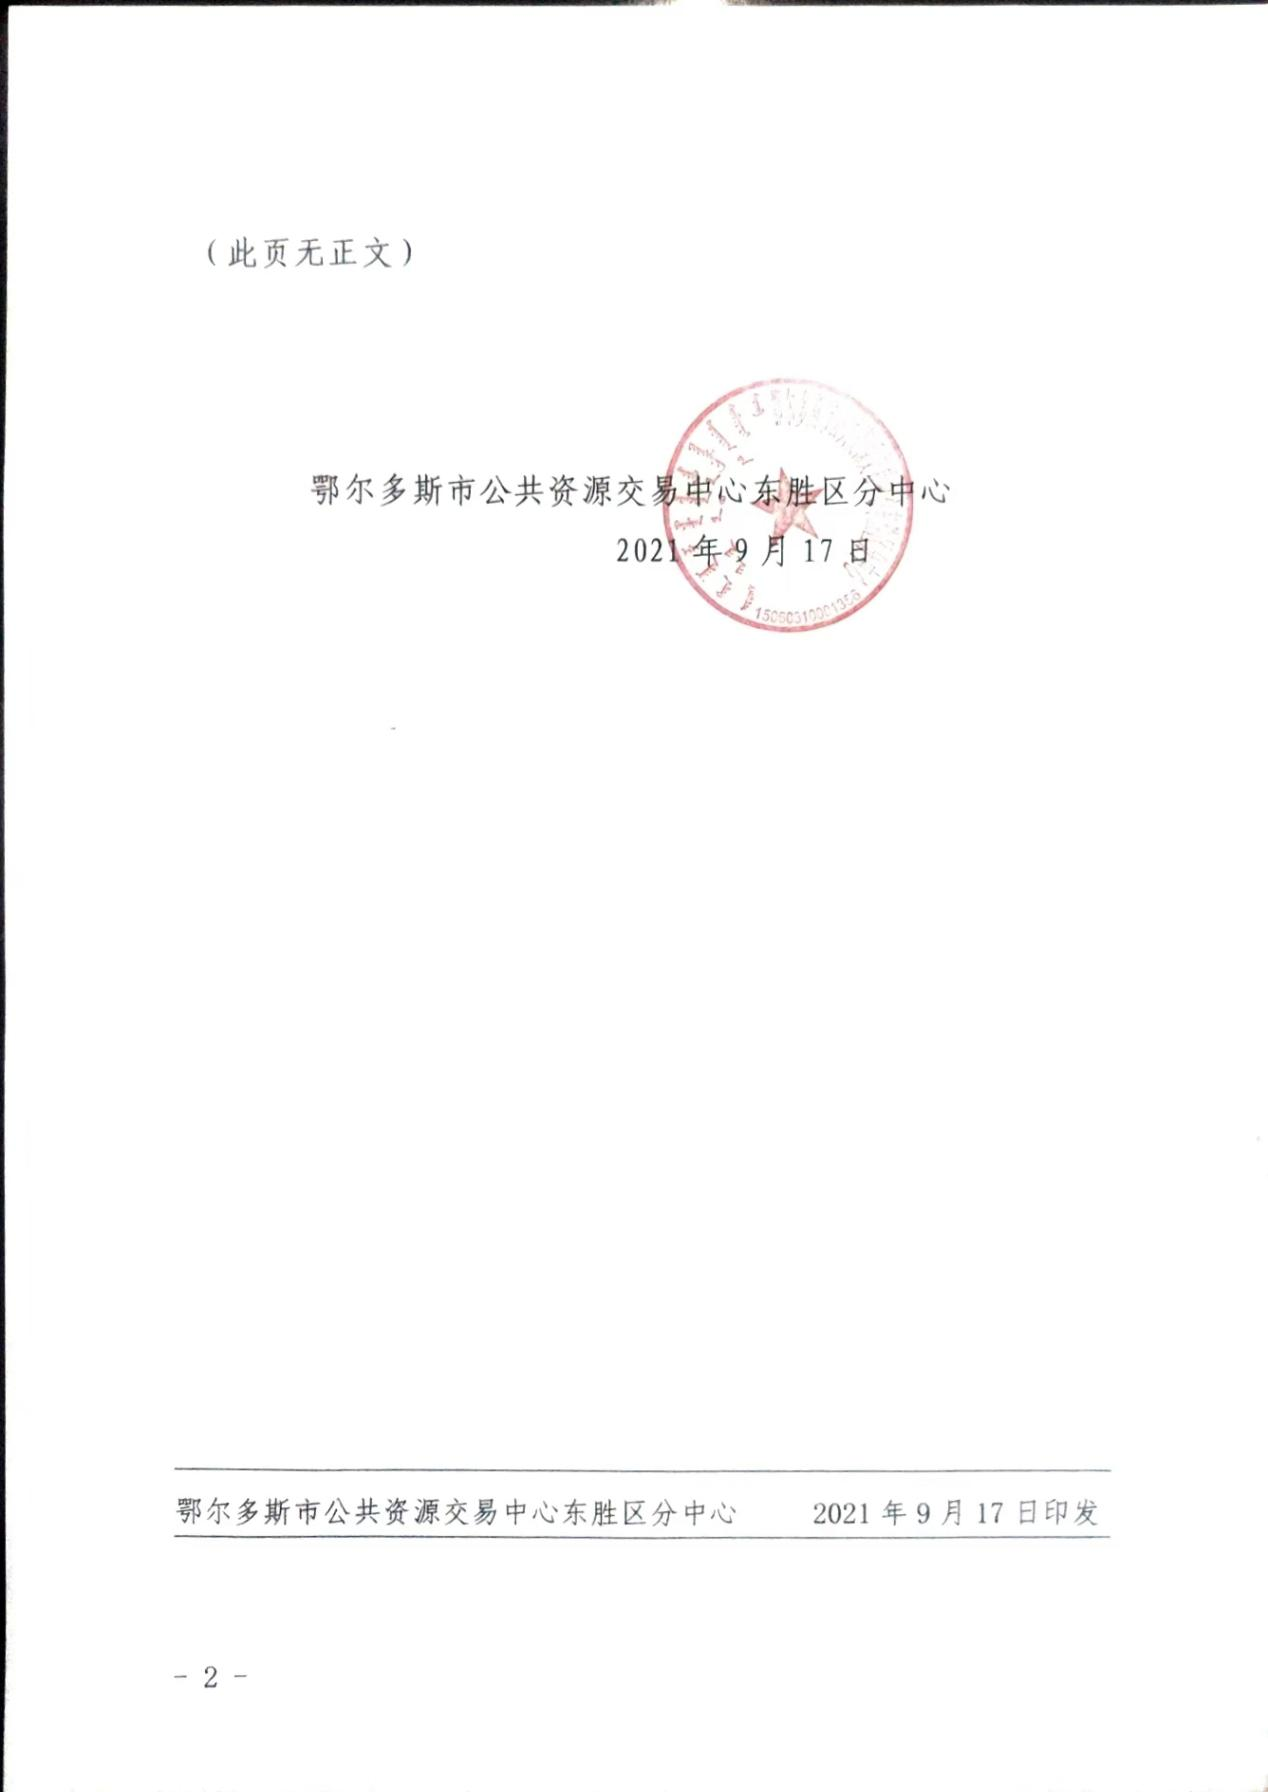 （此页无正文）
鄂尔多斯市公共资源交易中心东胜区分中心
2021年9月17日
鄂尔多斯市公共资源交易中心东胜区分中心 2021年9月17日印发
- 2 -